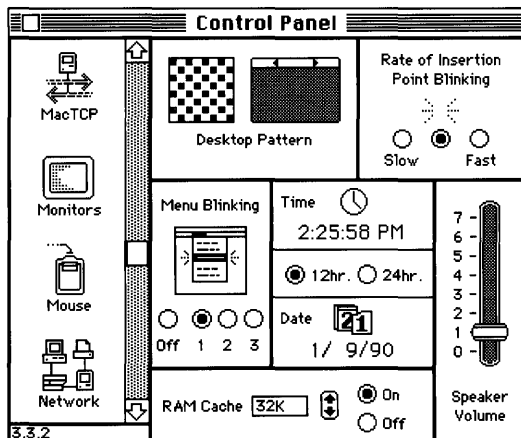 Control Panel
MacTCP
Monitors
Mouse
Network
3.3.2
Desktop Pattern
Rate of Insertion
Point Blinking
Slow
Fast
Menu Blinking
Off 1 2 3
Time
2:25:58 PM
12hr. 24hr.
Date
21
1/ 9/90
7
6
5
4
3
2
1
0
Speaker
Volume
RAM Cache 32K
On
Off